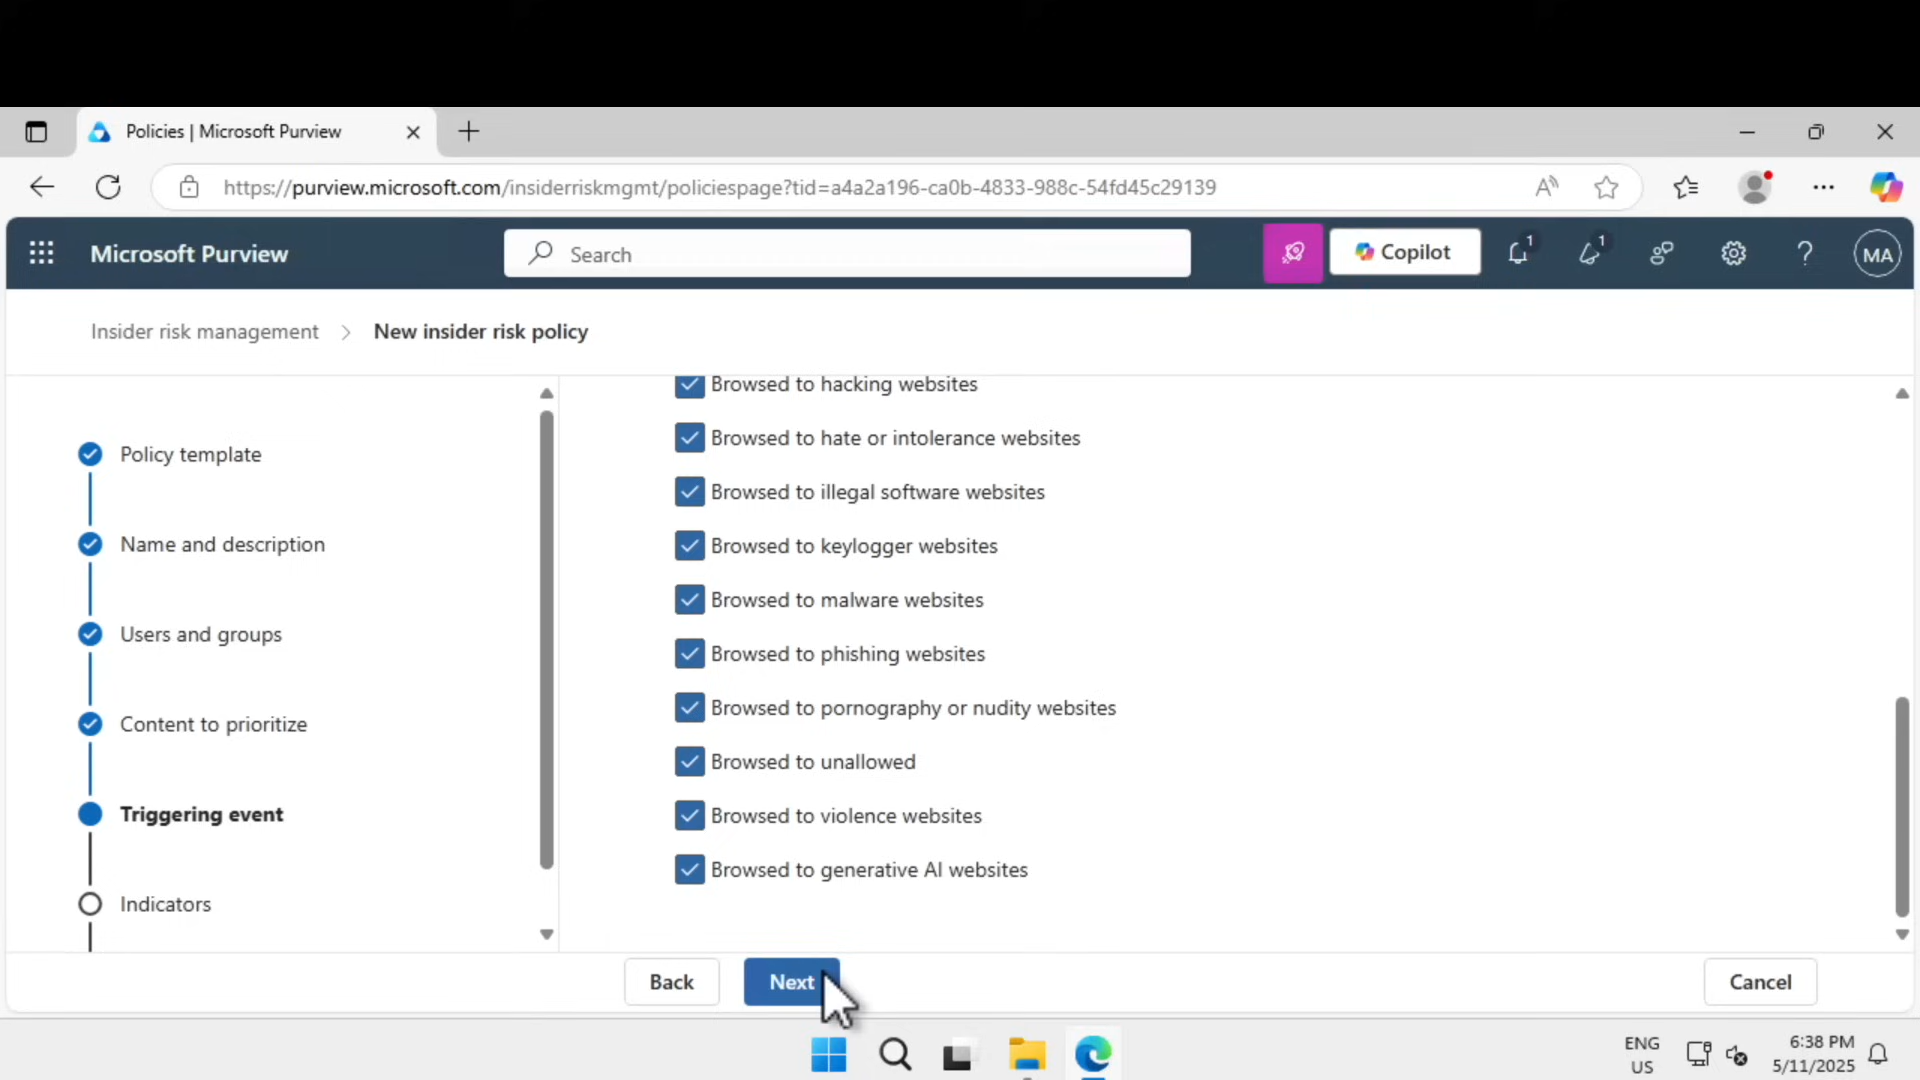 Policies | Microsoft Purview
https://purview.microsoft.com/insiderriskmgmt/policiespage?tid=a4a2a196-ca0b-4833-988c-54fd45c29139
Microsoft Purview
Search
Copilot
1
1
?
MA
Insider risk management > New insider risk policy
Policy template
Name and description
Users and groups
Content to prioritize
Triggering event
Indicators
Browsed to hacking websites
Browsed to hate or intolerance websites
Browsed to illegal software websites
Browsed to keylogger websites
Browsed to malware websites
Browsed to phishing websites
Browsed to pornography or nudity websites
Browsed to unallowed
Browsed to violence websites
Browsed to generative AI websites
Back
Next
Cancel
ENG
US
6:38 PM
5/11/2025